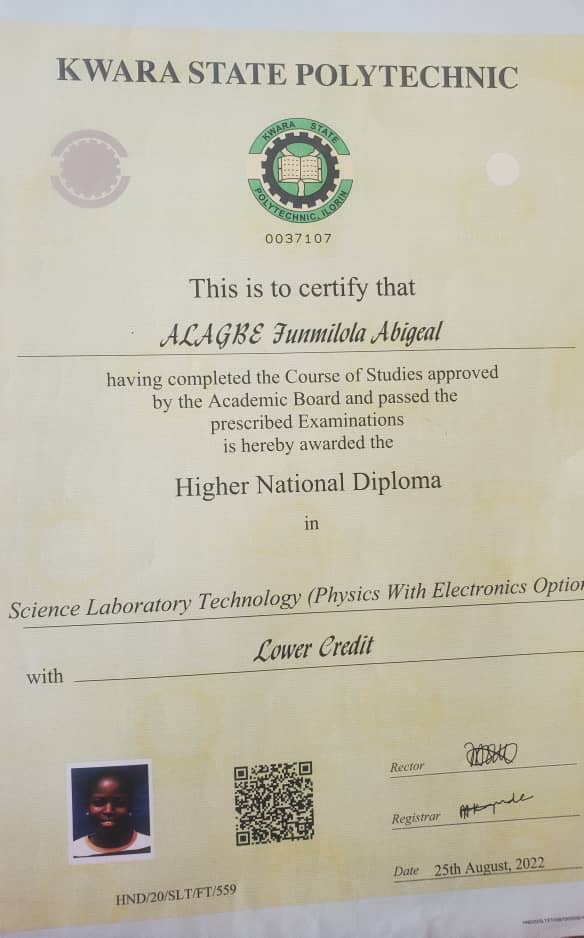 KWARA STATE POLYTECHNIC
KWARA STATE
POLYTECHNIC, ILORIN
0037107
This is to certify that
ALAGBE Funmilola Abigeal
having completed the Course of Studies approved
by the Academic Board and passed the
prescribed Examinations
is hereby awarded the
Higher National Diploma
in
Science Laboratory Technology (Physics With Electronics Option
Lower Credit
with
Rector
Registrar
Date 25th August, 2022
HND/20/SLT/FT/559